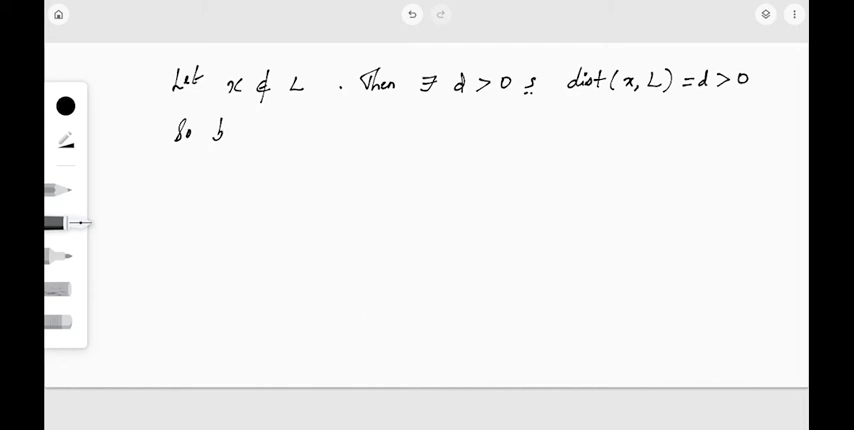 Let x ∉ L . Then ∃ d > 0 ∋ dist(x, L) = d > 0
So b